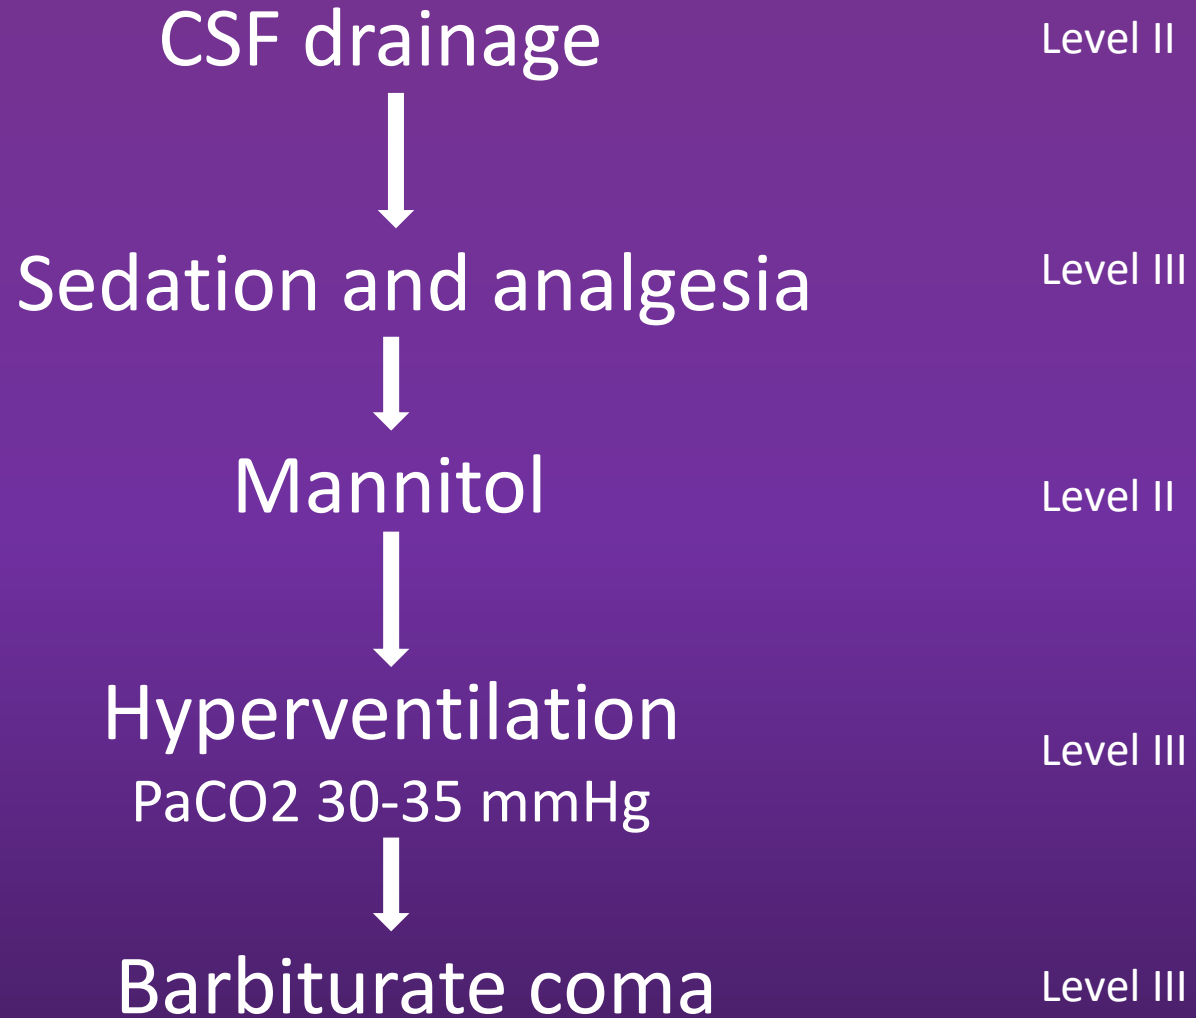 CSF drainage Level II
Sedation and analgesia Level III
Mannitol Level II
Hyperventilation
PaCO2 30-35 mmHg
Level III
Barbiturate coma Level III